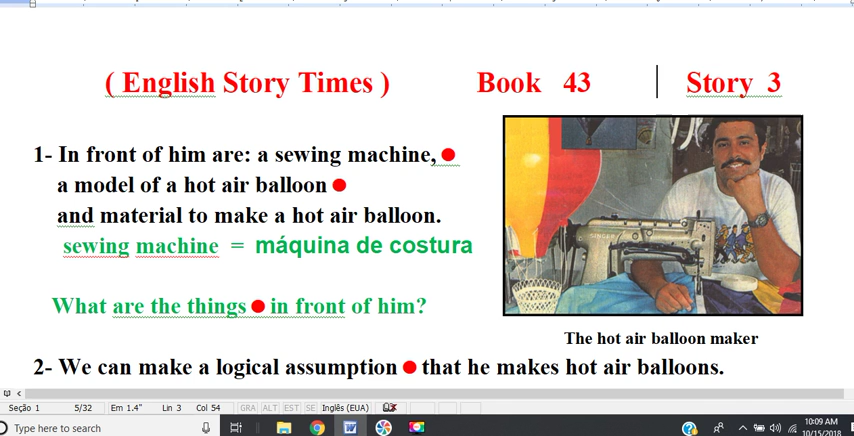 ( English Story Times ) Book 43 Story 3
1- In front of him are: a sewing machine,
a model of a hot air balloon
and material to make a hot air balloon.
sewing machine = máquina de costura
What are the things in front of him?
SINGER
The hot air balloon maker
2- We can make a logical assumption that he makes hot air balloons.
Seção 1 5/32 Em 1.4" Lin 3 Col 54 GRA ALT EST SE Inglês (EUA)
Type here to search
10:09 AM
10/15/2018